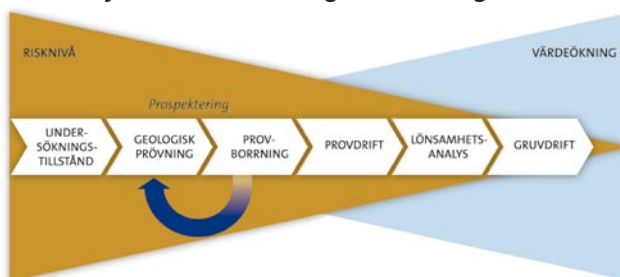 RISKNIVÅ
VÄRDEÖKNING
Prospektering
UNDER-
SÖKNINGS-
TILLSTÅND
GEOLOGISK
PRÖVNING
PROV-
BORRNING
PROVDRIFT
LÖNSAMHETS-
ANALYS
GRUVDRIFT